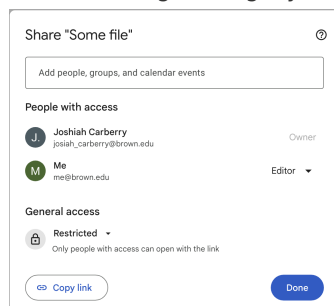 Share "Some file"
Add people, groups, and calendar events
People with access
J.
Joshiah Carberry
josiah_carberry@brown.edu
Owner
M
Me
me@brown.edu
Editor
General access
Restricted
Only people with access can open with the link
Copy link
Done